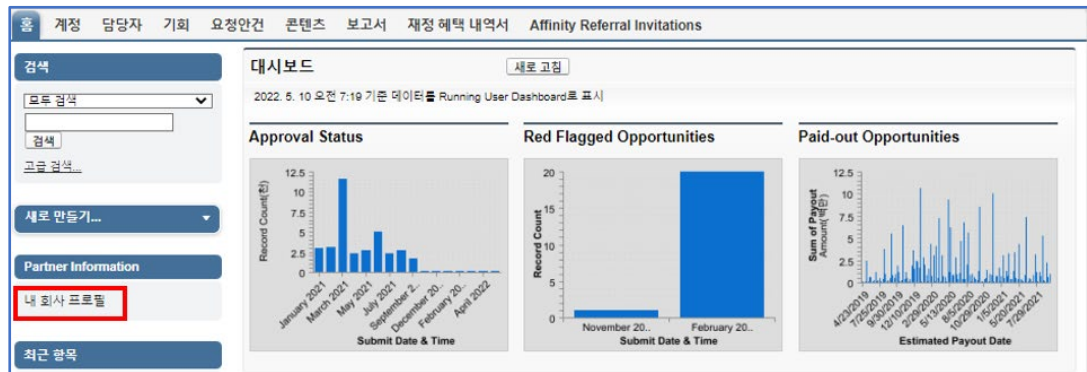 홈 계정 담당자 기회 요청안건 콘텐츠 보고서 재정 혜택 내역서 Affinity Referral Invitations
검색
모두 검색
검색
고급 검색...
새로 만들기...
Partner Information
내 회사 프로필
최근 항목
대시보드 새로 고침
2022. 5. 10 오전 7:19 기준 데이터를 Running User Dashboard로 표시
Approval Status
Record Count(천)
12.5
10
7.5
5
2.5
0
January 2021 March 2021 May 2021 July 2021 September 2.. December 20.. February 20.. April 2022
Submit Date & Time
Red Flagged Opportunities
Record Count
20
15
10
5
0
November 20.. February 20..
Submit Date & Time
Paid-out Opportunities
Sum of Payout
Amount(백만)
12.5
10
7.5
5
2.5
0
4/23/2019 7/25/2019 9/30/2019 12/10/2019 2/29/2020 5/13/2020 8/5/2020 10/29/2020 1/5/2021 5/20/2021 7/29/2021
Estimated Payout Date